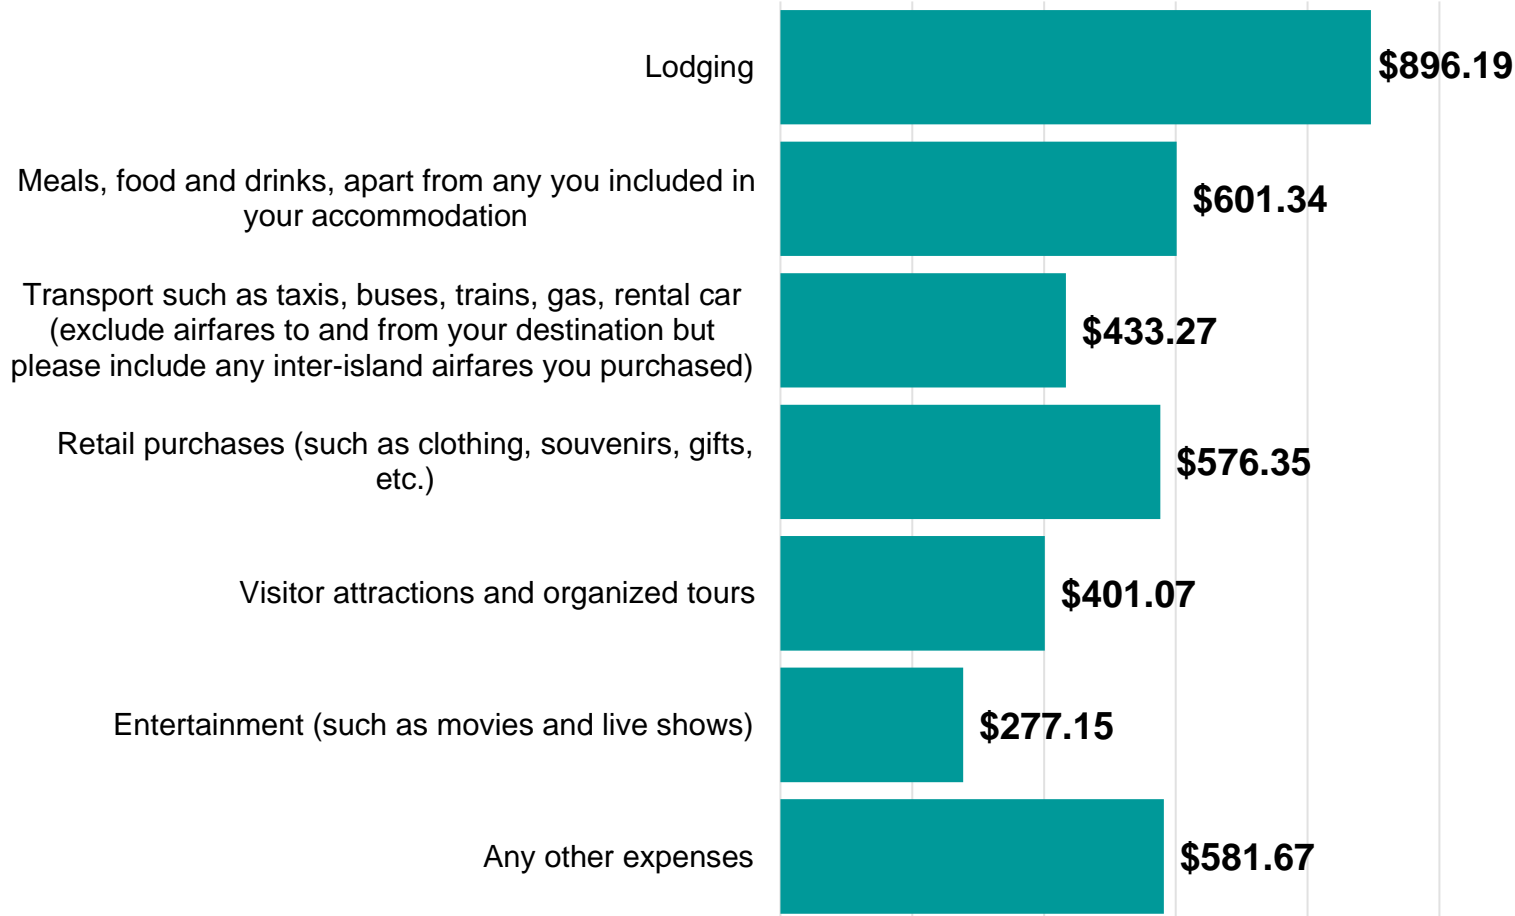 Lodging
$896.19
Meals, food and drinks, apart from any you included in
your accommodation
$601.34
Transport such as taxis, buses, trains, gas, rental car
(exclude airfares to and from your destination but
please include any inter-island airfares you purchased)
$433.27
Retail purchases (such as clothing, souvenirs, gifts,
etc.)
$576.35
Visitor attractions and organized tours
$401.07
Entertainment (such as movies and live shows)
$277.15
Any other expenses
$581.67